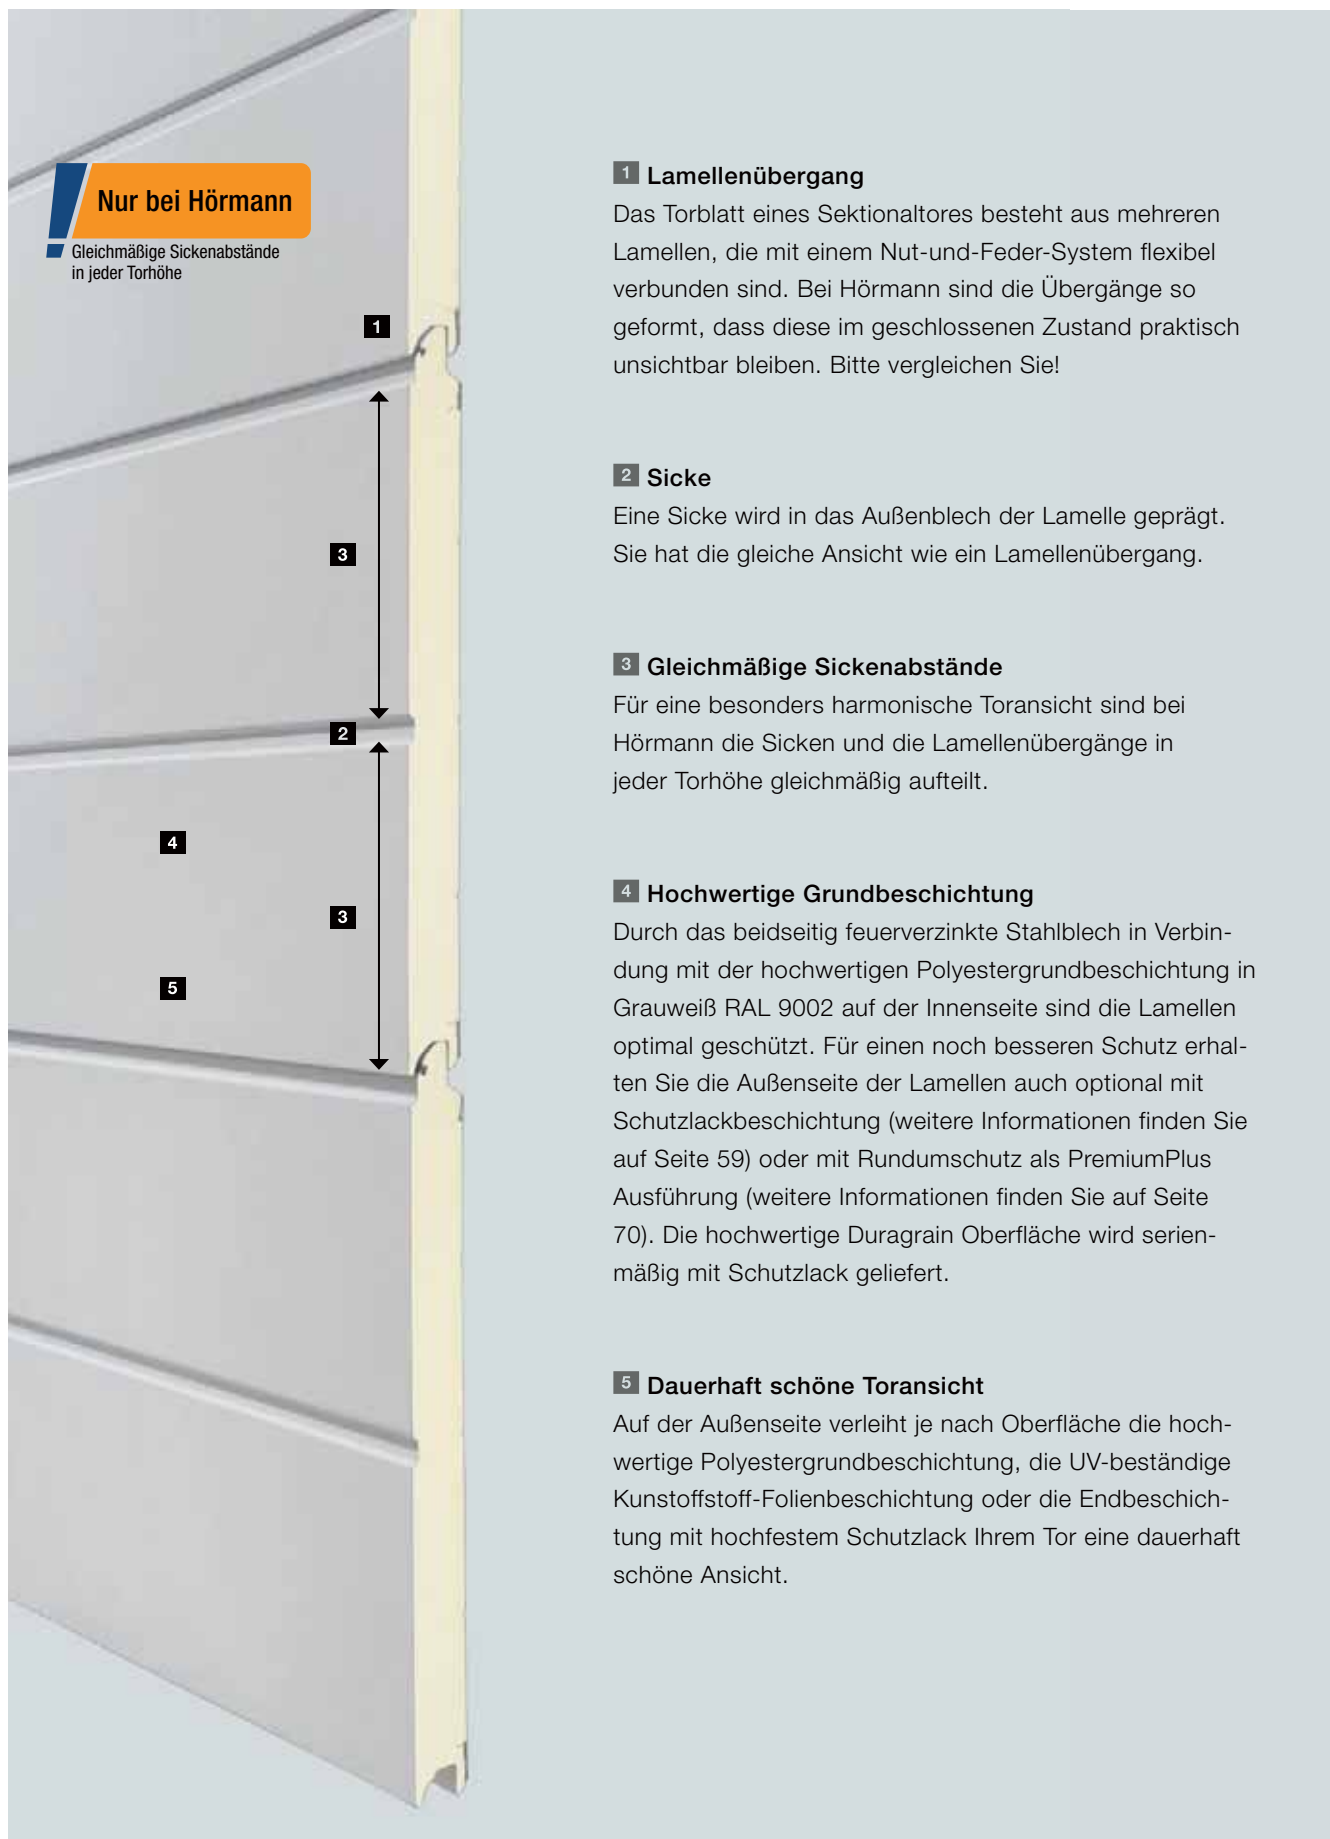 Nur bei Hörmann
Gleichmäßige Sickenabstände
in jeder Torhöhe
1
3
2
4
3
5
1 Lamellenübergang
Das Torblatt eines Sektionaltores besteht aus mehreren
Lamellen, die mit einem Nut-und-Feder-System flexibel
verbunden sind. Bei Hörmann sind die Übergänge so
geformt, dass diese im geschlossenen Zustand praktisch
unsichtbar bleiben. Bitte vergleichen Sie!
2 Sicke
Eine Sicke wird in das Außenblech der Lamelle geprägt.
Sie hat die gleiche Ansicht wie ein Lamellenübergang.
3 Gleichmäßige Sickenabstände
Für eine besonders harmonische Toransicht sind bei
Hörmann die Sicken und die Lamellenübergänge in
jeder Torhöhe gleichmäßig aufteilt.
4 Hochwertige Grundbeschichtung
Durch das beidseitig feuerverzinkte Stahlblech in Verbin-
dung mit der hochwertigen Polyestergrundbeschichtung in
Grauweiß RAL 9002 auf der Innenseite sind die Lamellen
optimal geschützt. Für einen noch besseren Schutz erhal-
ten Sie die Außenseite der Lamellen auch optional mit
Schutzlackbeschichtung (weitere Informationen finden Sie
auf Seite 59) oder mit Rundumschutz als PremiumPlus
Ausführung (weitere Informationen finden Sie auf Seite
70). Die hochwertige Duragrain Oberfläche wird serien-
mäßig mit Schutzlack geliefert.
5 Dauerhaft schöne Toransicht
Auf der Außenseite verleiht je nach Oberfläche die hoch-
wertige Polyestergrundbeschichtung, die UV-beständige
Kunstoffstoff-Folienbeschichtung oder die Endbeschich-
tung mit hochfestem Schutzlack Ihrem Tor eine dauerhaft
schöne Ansicht.